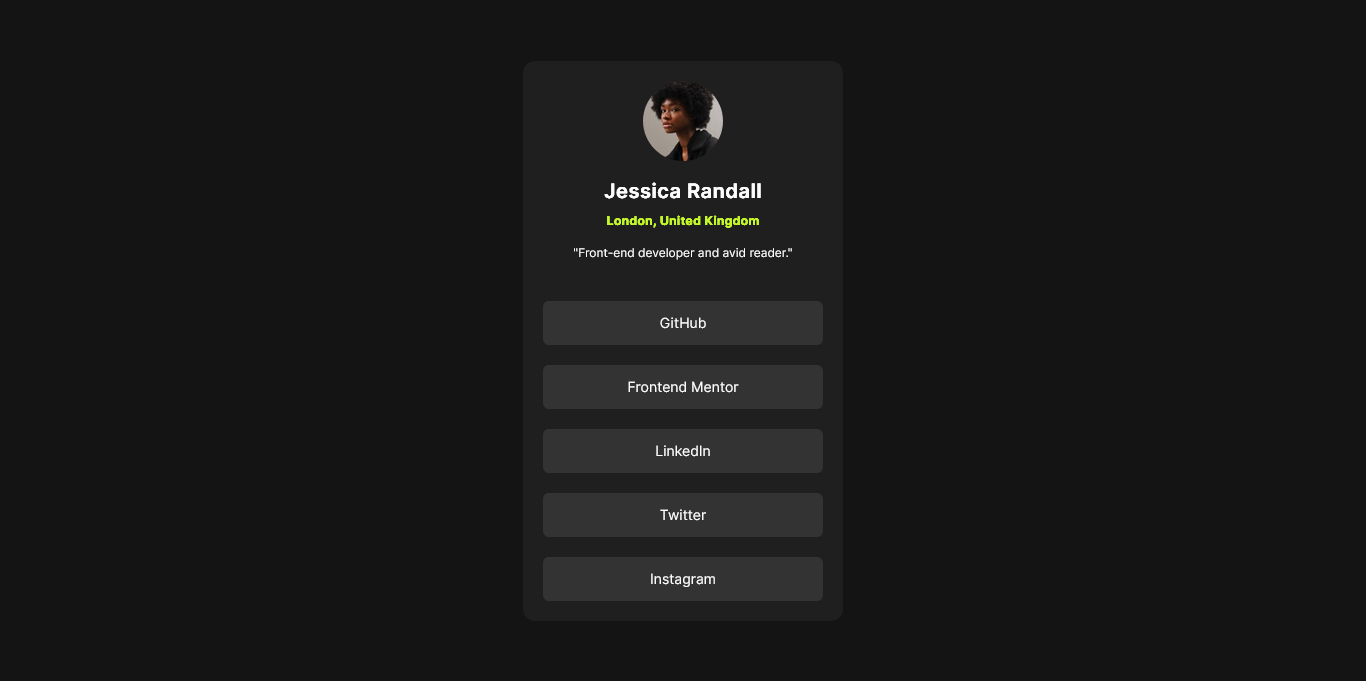 Jessica Randall
London, United Kingdom
"Front-end developer and avid reader."
GitHub
Frontend Mentor
LinkedIn
Twitter
Instagram